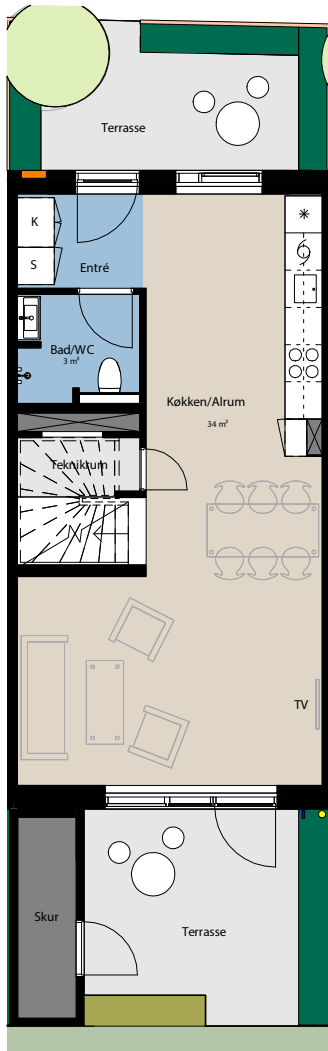 Terrasse
K
S
Entré
Bad/WC
3 m²
Køkken/Alrum
34 m²
Teknikrum
TV
Skur
Terrasse